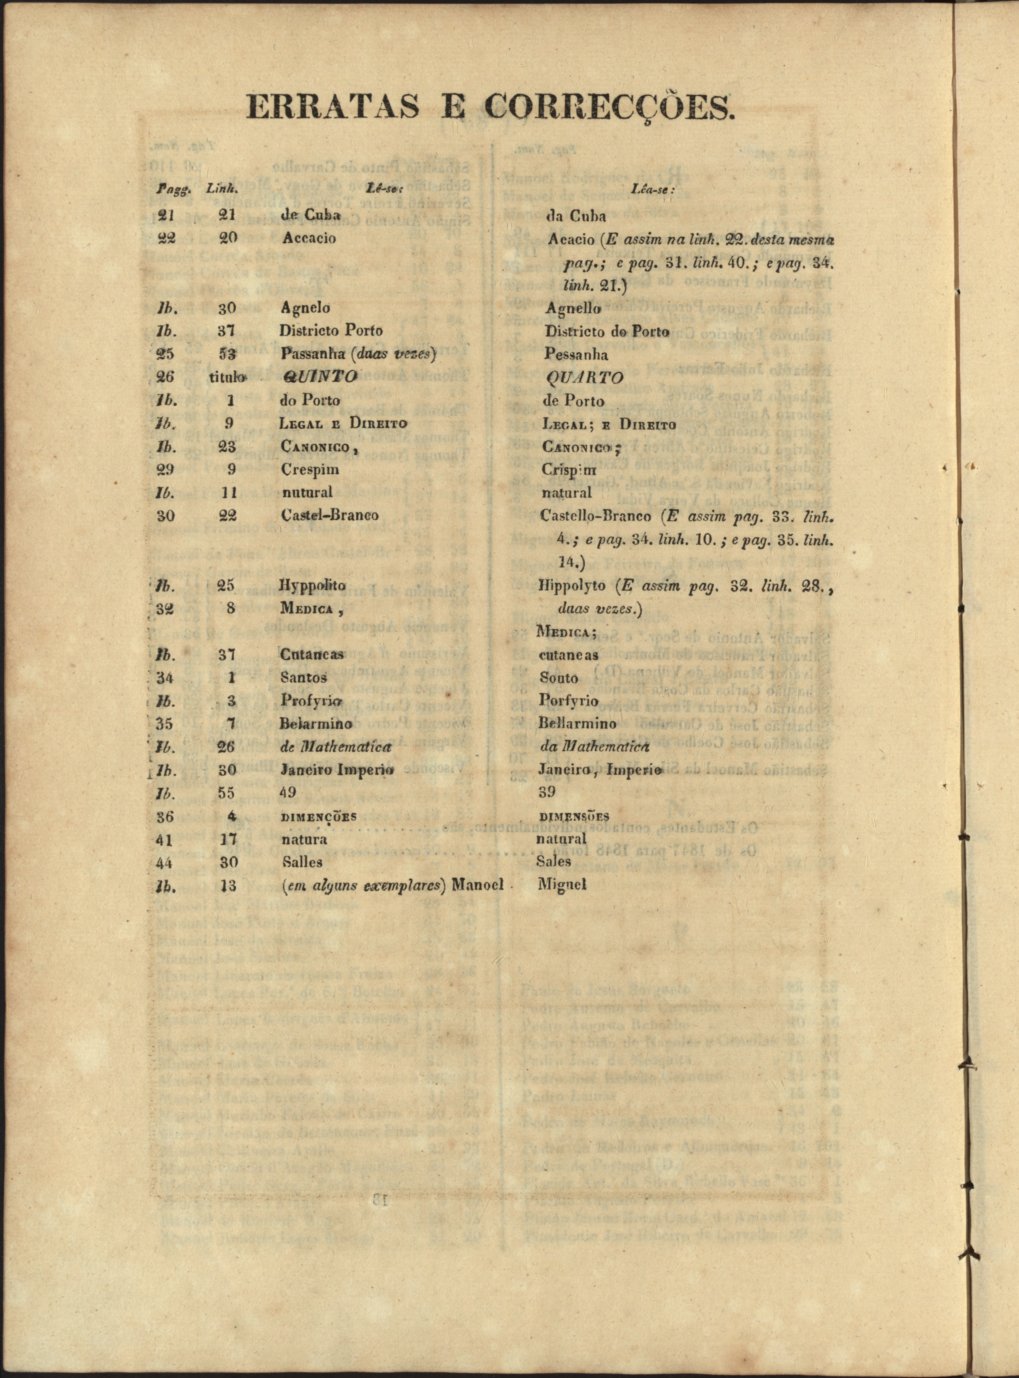 ERRATAS E CORRECÇÕES.
Pagg. Linh. Lê-se: Lêa-se:
21 21 de Cuba da Cuba
22 20 Accacio Acacio (E assim na linh. 22. desta mesma
pag.; e pag. 31. linh. 40.; e pag. 34.
linh. 21.)
Ib. 30 Agnelo Agnello
Ib. 37 Districto Porto Districto do Porto
25 53 Passanha (duas vezes) Pessanha
26 titulo QUINTO QUARTO
Ib. 1 do Porto de Porto
Ib. 9 LEGAL E DIREITO LEGAL; E DIREITO
Ib. 23 CANONICO, CANONICO;
29 9 Crespim Crispim
Ib. 11 nutural natural
30 22 Castel-Branco Castello-Branco (E assim pag. 33. linh.
4.; e pag. 34. linh. 10.; e pag. 35. linh.
14.)
Ib. 25 Hyppolito Hippolyto (E assim pag. 32. linh. 28.,
32 8 MEDICA, duas vezes.)
MEDICA;
Ib. 37 Cutaneas cutaneas
34 1 Santos Souto
Ib. 3 Profyrio Porfyrio
35 7 Belarmino Bellarmino
Ib. 26 de Mathematica da Mathematica
Ib. 30 Janeiro Imperio Janeiro, Imperio
Ib. 55 49 39
36 4 DIMENÇÕES DIMENSÕES
41 17 natura natural
44 30 Salles Sales
Ib. 13 (em alguns exemplares) Manoel Miguel